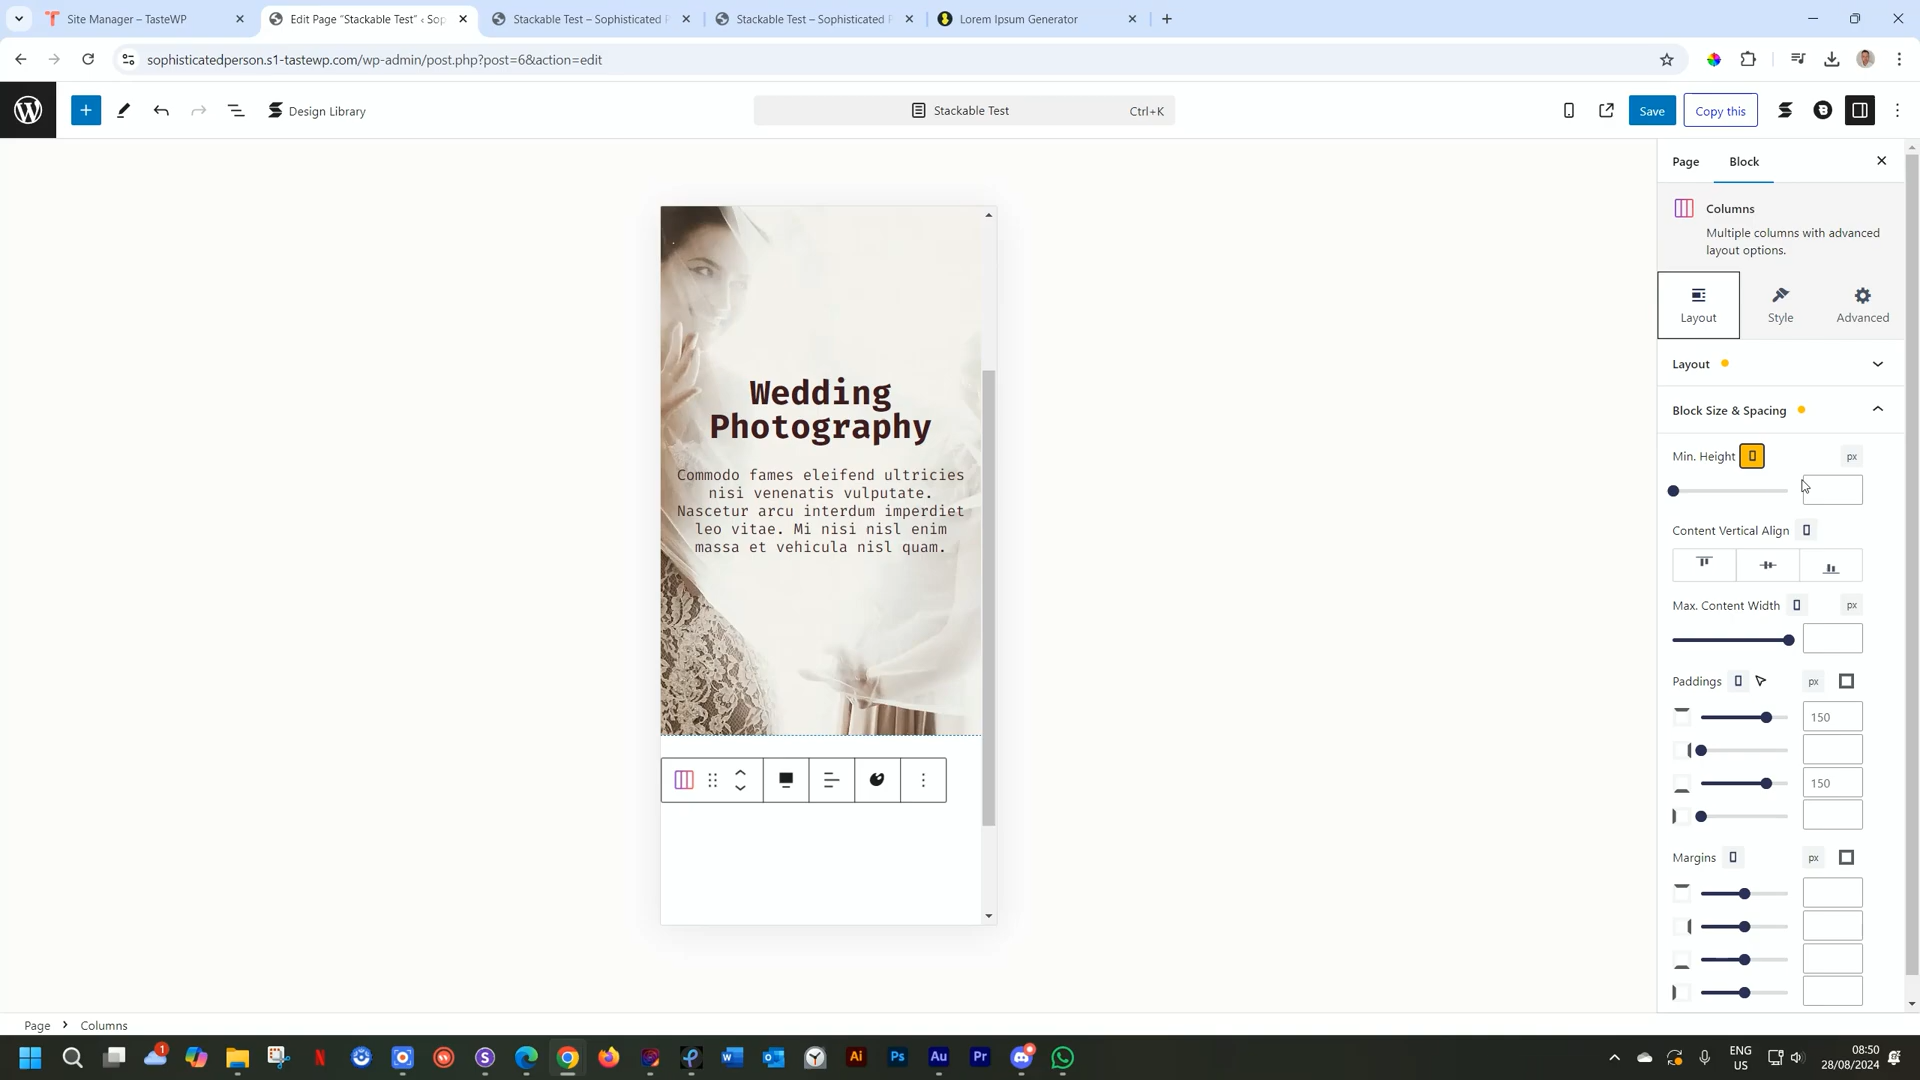 Site Manager – TasteWP
Edit Page “Stackable Test” ‹ Sop
Stackable Test – Sophisticated P
Stackable Test – Sophisticated P
Lorem Ipsum Generator
sophisticatedperson.s1-tastewp.com/wp-admin/post.php?post=6&action=edit
Design Library
Stackable Test
Ctrl+K
Save
Copy this
Page
Block
Columns
Multiple columns with advanced
layout options.
Layout
Style
Advanced
Layout
Block Size & Spacing
Min. Height
px
Content Vertical Align
Max. Content Width
px
Paddings
px
150
150
Margins
px
Wedding
Photography
Commodo fames eleifend ultricies
nisi venenatis vulputate.
Nascetur arcu interdum imperdiet
leo vitae. Mi nisi nisl enim
massa et vehicula nisl quam.
Page
Columns
1
Ai
Ps
Au
Pr
ENG
US
08:50
28/08/2024